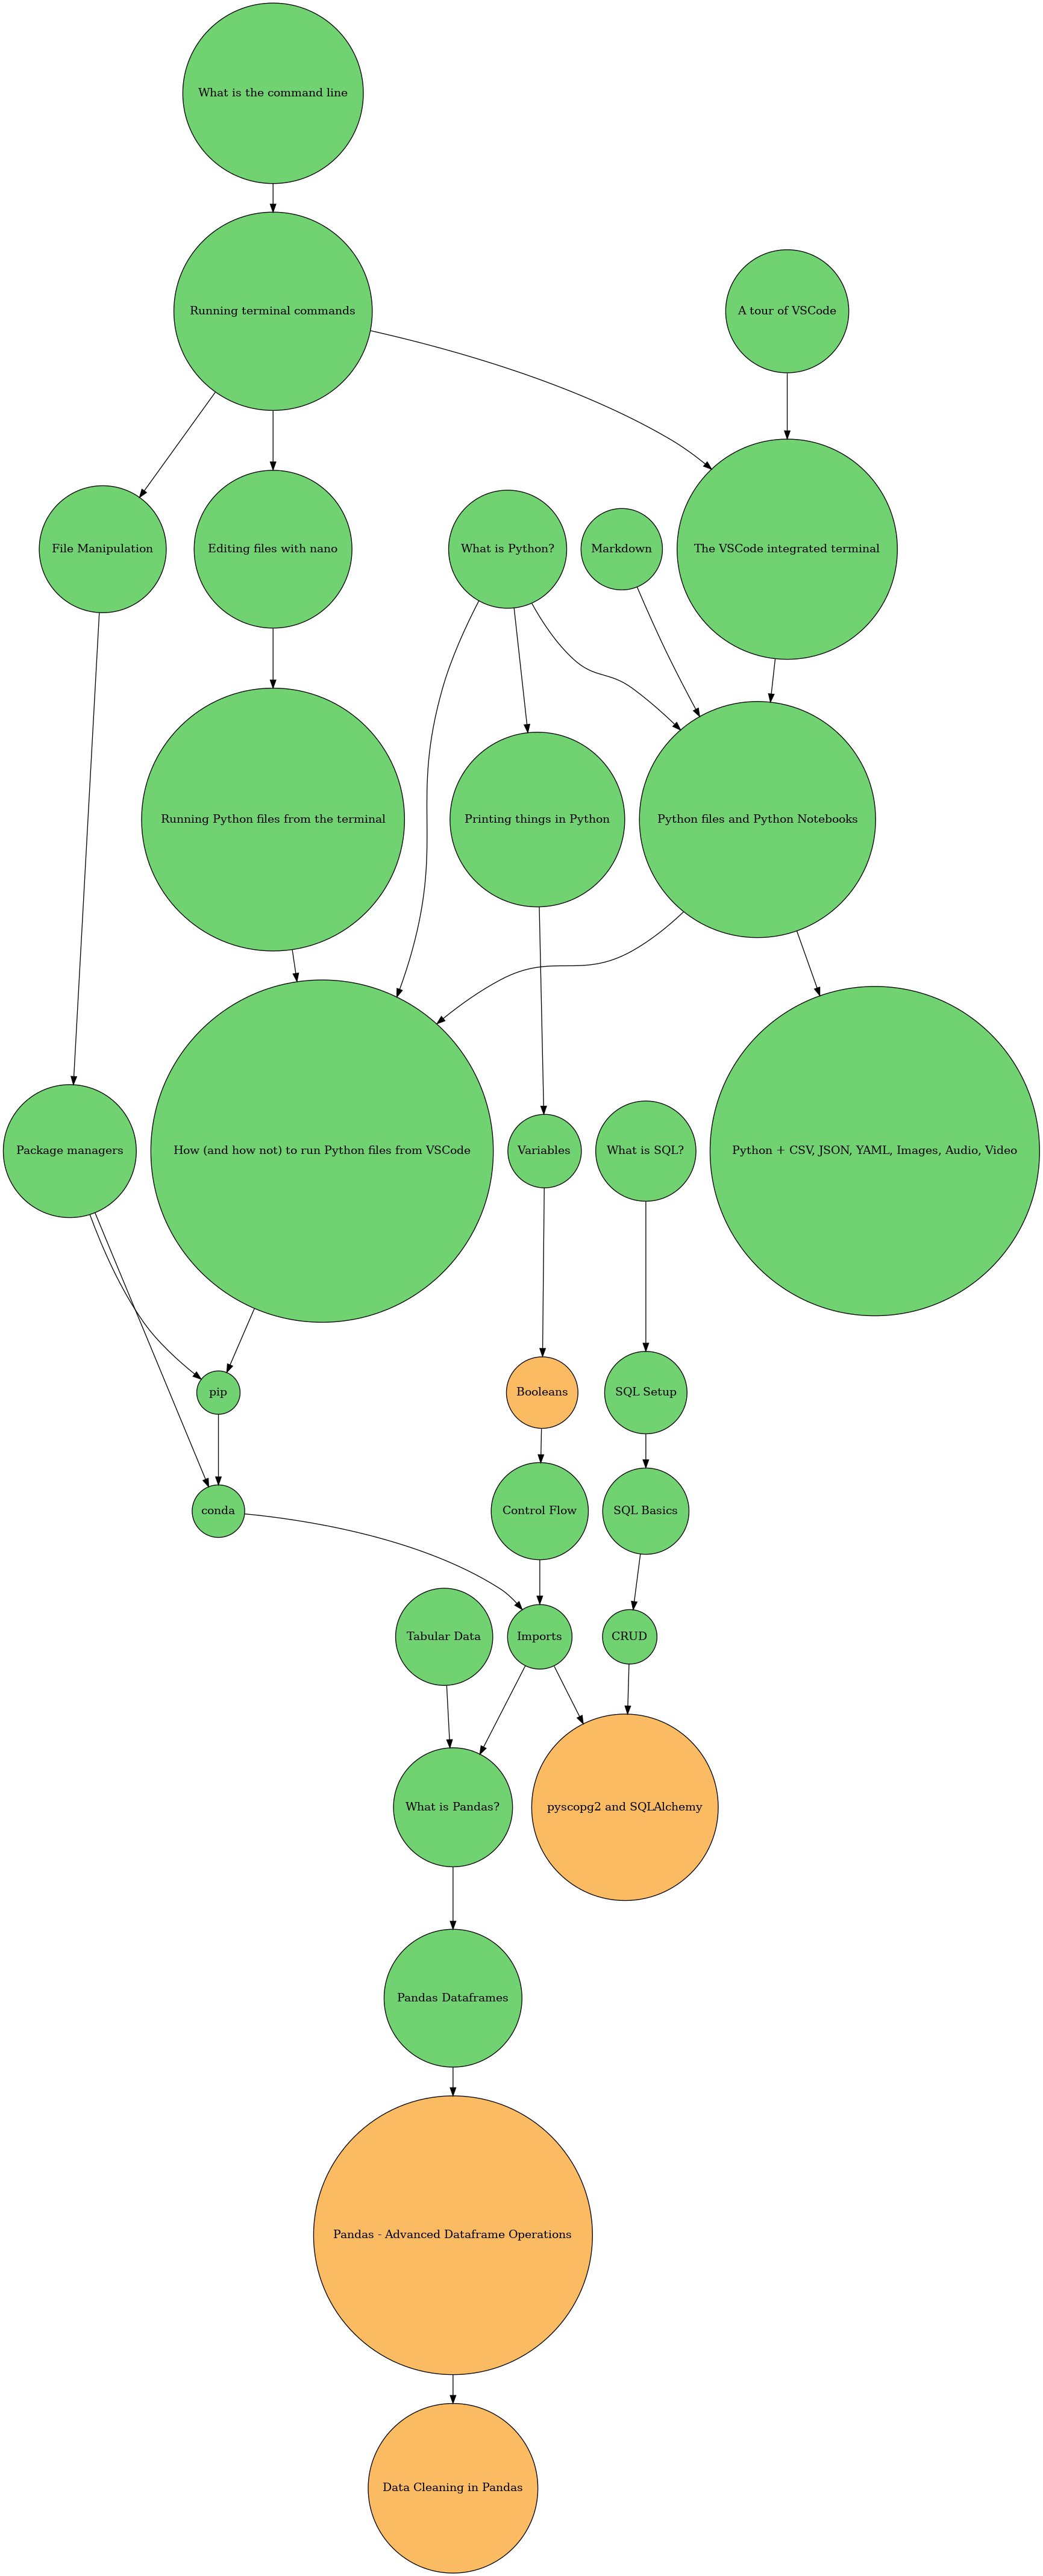 What is the command line
Running terminal commands
A tour of VSCode
File Manipulation
Editing files with nano
What is Python?
Markdown
The VSCode integrated terminal
Running Python files from the terminal
Printing things in Python
Python files and Python Notebooks
Package managers
How (and how not) to run Python files from VSCode
Variables
What is SQL?
Python + CSV, JSON, YAML, Images, Audio, Video
pip
Booleans
SQL Setup
conda
Control Flow
SQL Basics
Tabular Data
Imports
CRUD
What is Pandas?
pyscopg2 and SQLAlchemy
Pandas Dataframes
Pandas - Advanced Dataframe Operations
Data Cleaning in Pandas